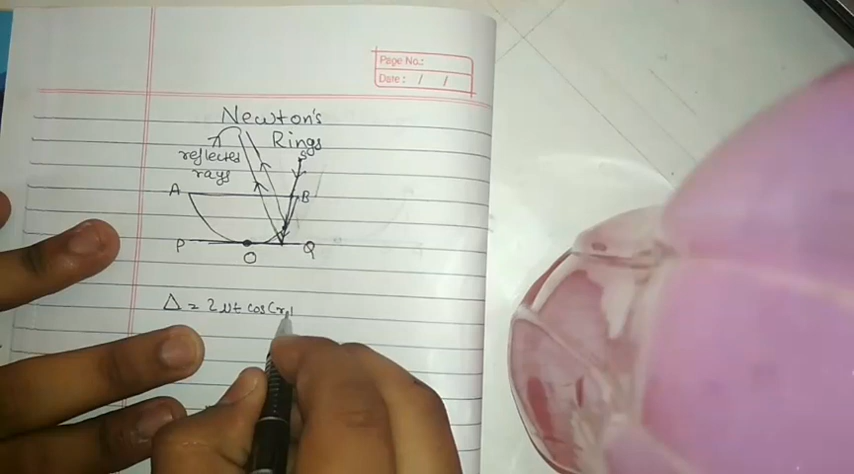 Page No.:
Date: / /
Newton's
Rings
reflected
rays
S
A
B
P
O
Q
Δ = 2μt cos(r